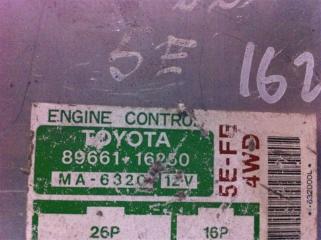 5E
162
ENGINE CONTROL
TOYOTA
89661-16250
MA-6320 12V
5E-FE
4WD
26P
16P